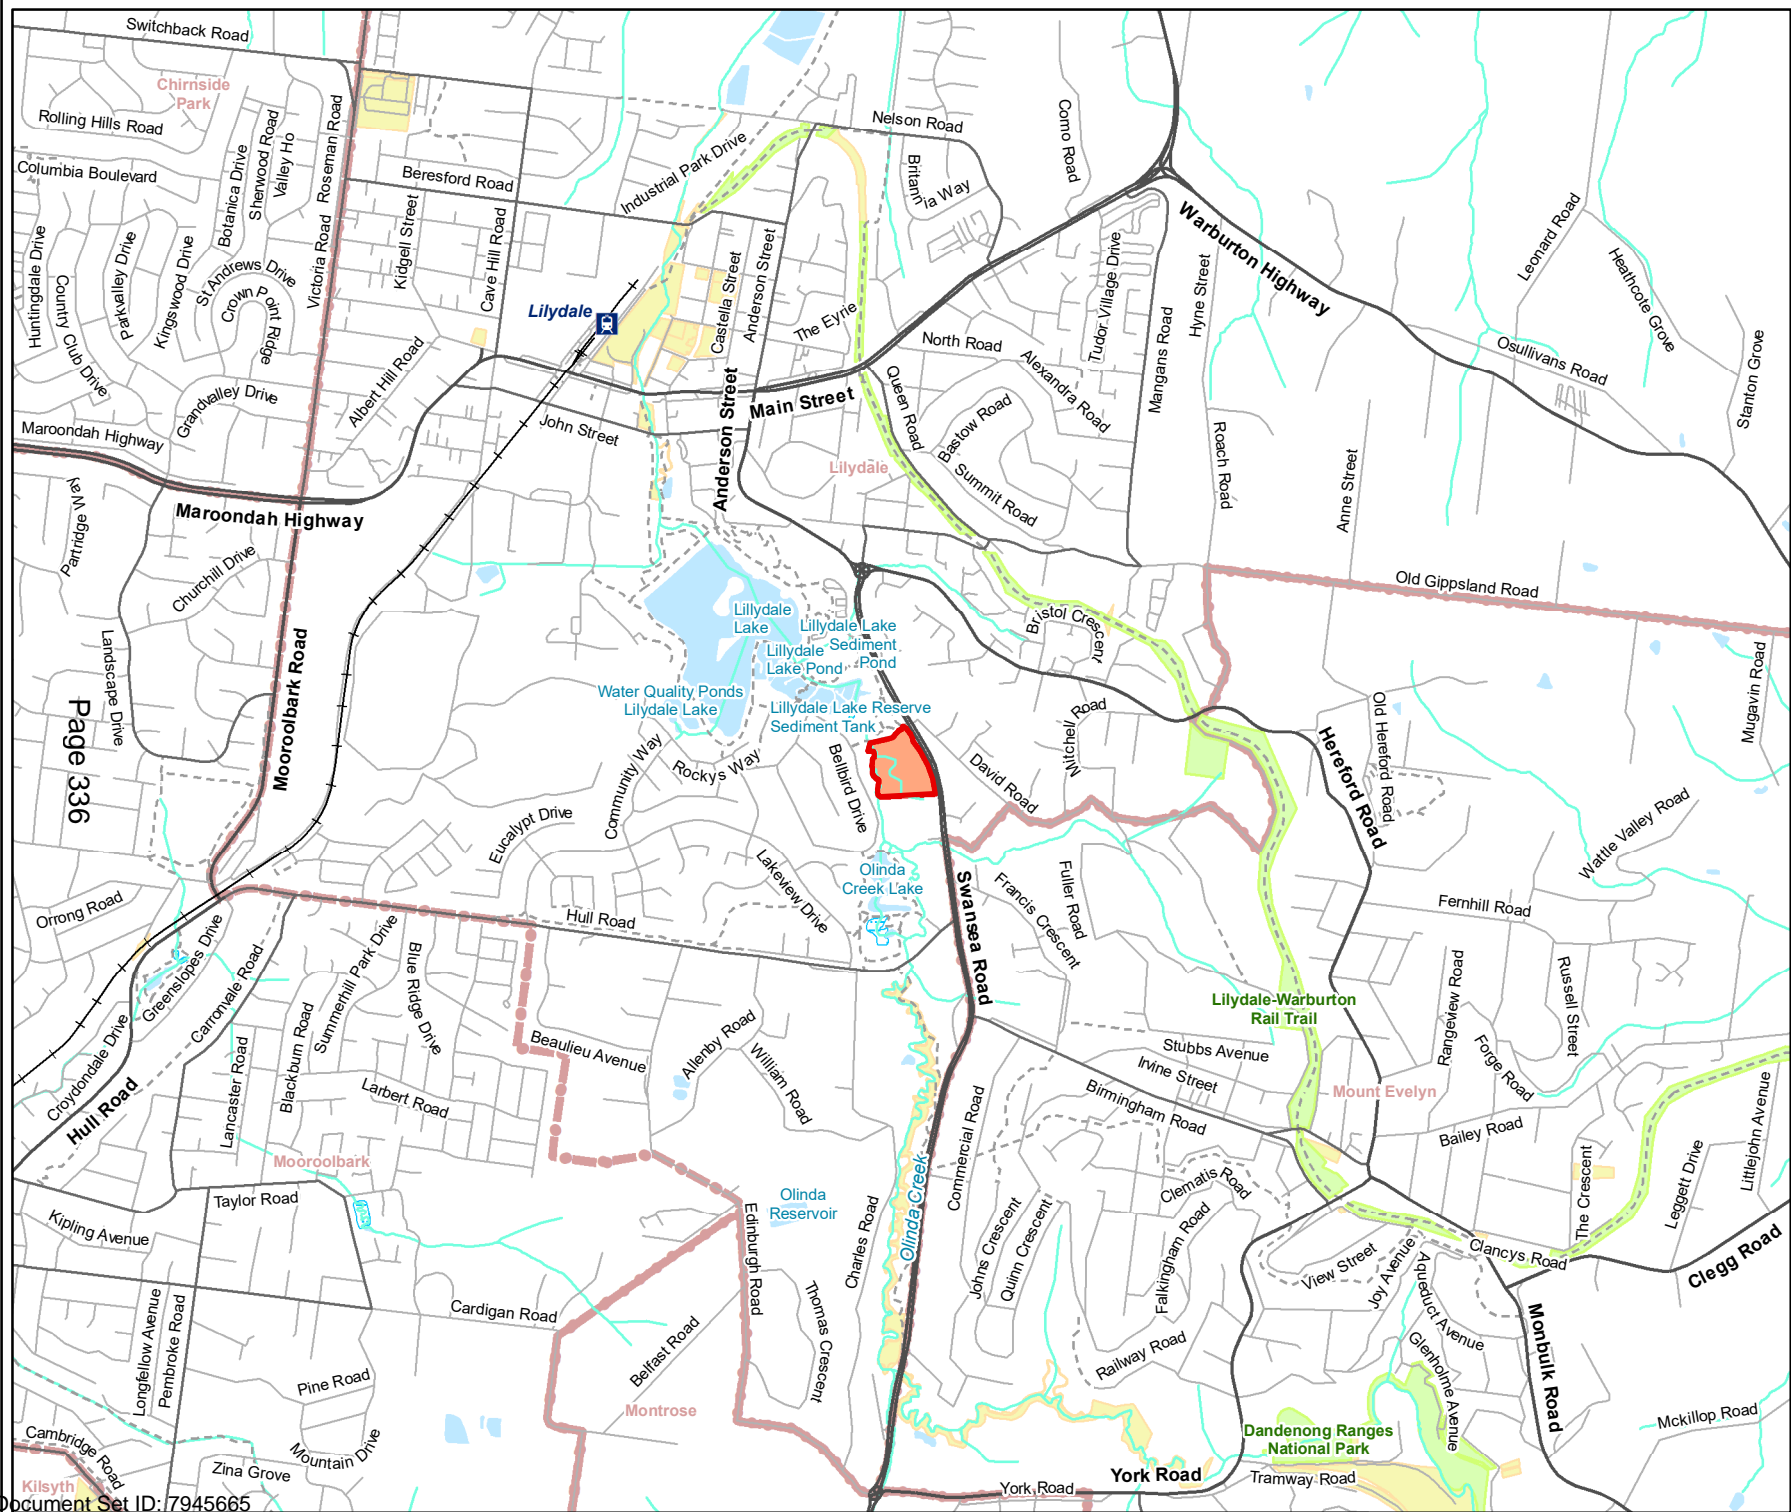 Switchback Road
Chirnside
Park
Rolling Hills Road
Columbia Boulevard
Botanica Drive
Sherwood Road
Valley Ho
Roseman Road
Victoria Road
Beresford Road
Industrial Park Drive
Nelson Road
Como Road
Britann
ia Way
Warburton Highway
Leonard Road
Heathcote Grove
Huntingdale Drive
Country Club Drive
Parkvalley Drive
Kingswood Drive
St Andrews Drive
Crown Point Ridge
Kidgell Street
Cave Hill Road
Lilydale
Castella Street
Anderson Street
The Eyrie
North Road
Alexandra Road
Tudor Village Drive
Mangans Road
Hyne Street
Osullivans Road
Stanton Grove
Grandvalley Drive
Albert Hill Road
Maroondah Highway
John Street
Anderson Street
Main Street
Queen Road
Bastow Road
Summit Road
Lilydale
Roach Road
Anne Street
Maroondah Highway
Partridge Way
Churchill Drive
Landscape Drive
Mooroolbark Road
Page 336
Old Gippsland Road
Lillydale
Lake
Lillydale Lake
Sediment
Pond
Lillydale
Lake Pond
Water Quality Ponds
Lilydale Lake
Lillydale Lake Reserve
Sediment Tank
Bristol Crescent
Mitchell Road
David Road
Hereford Road
Old Hereford Road
Mugavin Road
Wattle Valley Road
Community Way
Rockys Way
Bellbird Drive
Eucalypt Drive
Lakeview Drive
Olinda
Creek Lake
Swansea Road
Francis Crescent
Fuller Road
Fernhill Road
Orrong Road
Hull Road
Greenslopes Drive
Carronvale Road
Summerhill Park Drive
Blue Ridge Drive
Blackburn Road
Lancaster Road
Croydondale Drive
Hull Road
Larbert Road
Beaulieu Avenue
Allenby Road
William Road
Lilydale-Warburton
Rail Trail
Rangeview Road
Russell Street
Forge Road
Stubbs Avenue
Irvine Street
Birmingham Road
Mount Evelyn
Bailey Road
Littlejohn Avenue
Leggett Drive
The Crescent
Mooroolbark
Taylor Road
Kipling Avenue
Olinda
Reservoir
Edinburgh Road
Charles Road
Olinda Creek
Commercial Road
Johns Crescent
Quinn Crescent
Clematis Road
Falkingham Road
View Street
Joy Avenue
Aqueduct Avenue
Clancys Road
Clegg Road
Monbulk Road
Longfellow Avenue
Pembroke Road
Cardigan Road
Belfast Road
Thomas Crescent
Railway Road
Glenholme Avenue
Pine Road
Montrose
Mckillop Road
Cambridge Road
Mountain Drive
Zina Grove
Kilsyth
Dandenong Ranges
National Park
Tramway Road
York Road
York Road
Document Set ID: 7945665